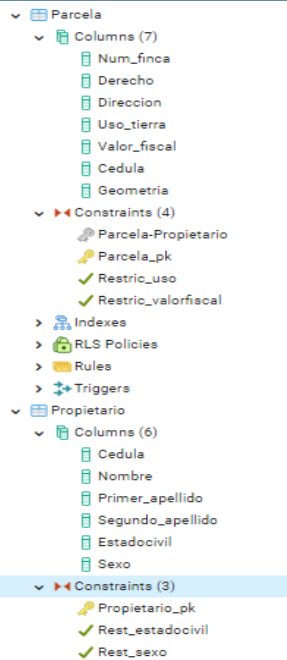 Parcela
Columns (7)
Num_finca
Derecho
Direccion
Uso_tierra
Valor_fiscal
Cedula
Geometria
Constraints (4)
Parcela-Propietario
Parcela_pk
Restric_uso
Restric_valorfiscal
Indexes
RLS Policies
Rules
Triggers
Propietario
Columns (6)
Cedula
Nombre
Primer_apellido
Segundo_apellido
Estadocivil
Sexo
Constraints (3)
Propietario_pk
Rest_estadocivil
Rest_sexo